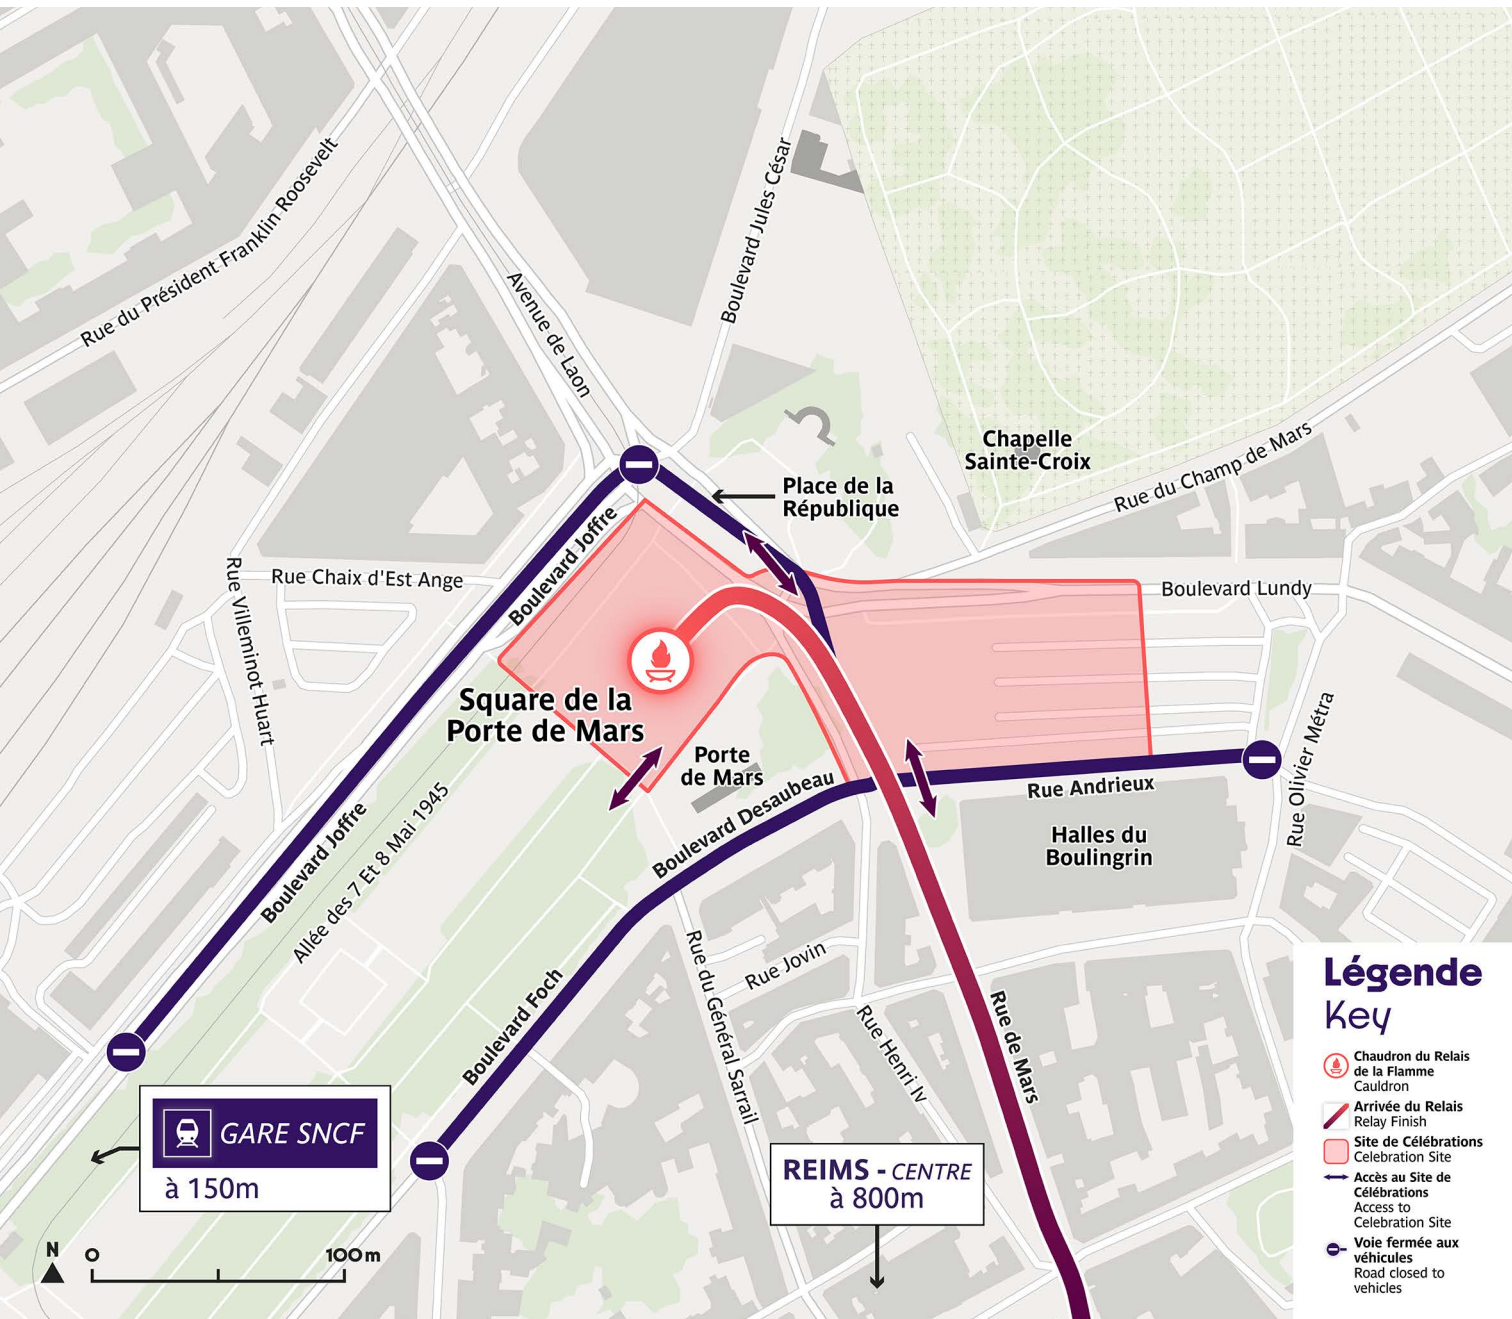 Rue du Président Franklin Roosevelt
Avenue de Laon
Boulevard Jules César
Chapelle
Sainte-Croix
Rue du Champ de Mars
Place de la
République
Boulevard Joffre
Rue Chaix d'Est Ange
Rue Villeminot Huart
Boulevard Lundy
Square de la
Porte de Mars
Porte
de Mars
Rue Olivier Métra
Boulevard Desaubeau
Rue Andrieux
Halles du
Boulingrin
Boulevard Joffre
Allée des 7 Et 8 Mai 1945
Boulevard Foch
Rue du Général Sarrail
Rue Jovin
Rue Henri Iv
Rue de Mars
GARE SNCF
à 150m
REIMS - CENTRE
à 800m
N
0
100m
Légende
Key
Chaudron du Relais
de la Flamme
Cauldron
Arrivée du Relais
Relay Finish
Site de Célébrations
Celebration Site
Accès au Site de
Célébrations
Access to
Celebration Site
Voie fermée aux
véhicules
Road closed to
vehicles